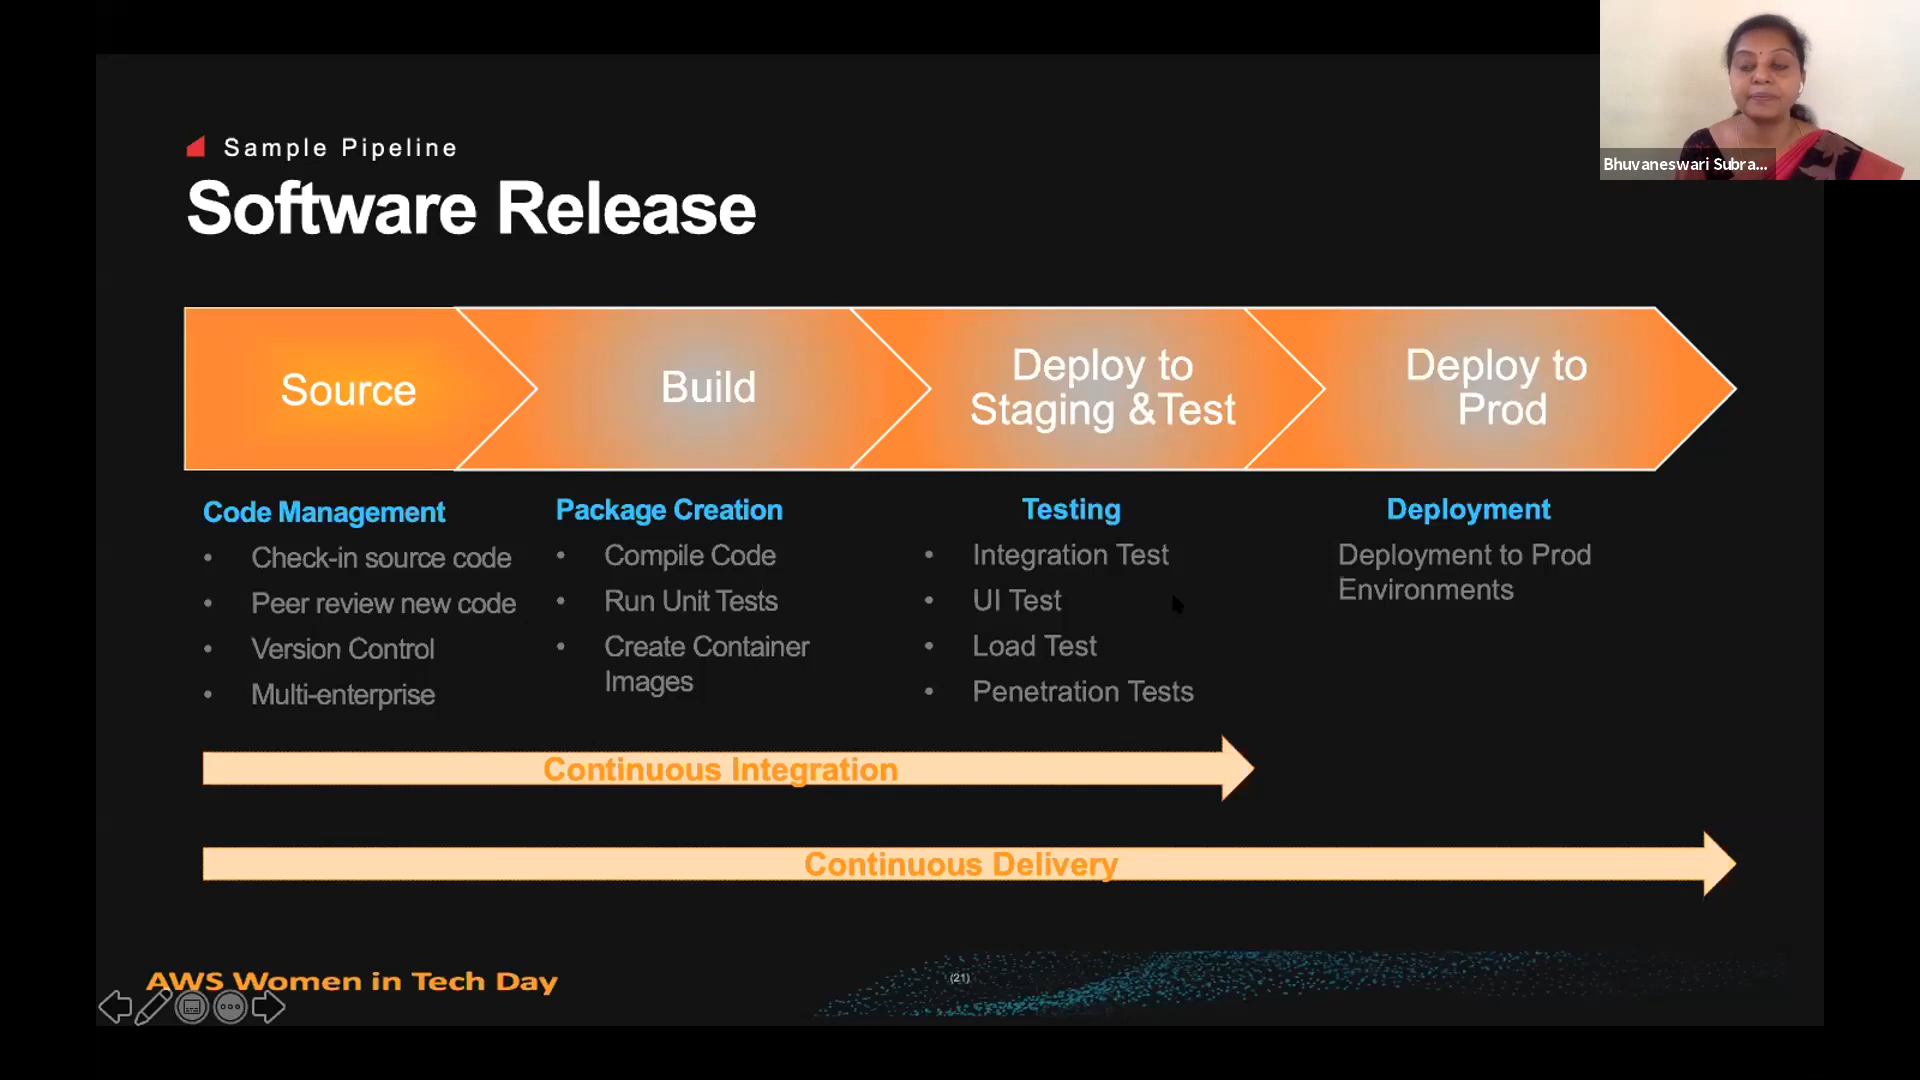 Bhuvaneswari Subra...
Sample Pipeline
Software Release
Source
Build
Deploy to
Staging &Test
Deploy to
Prod
Code Management
• Check-in source code
• Peer review new code
• Version Control
• Multi-enterprise
Package Creation
• Compile Code
• Run Unit Tests
• Create Container
Images
Testing
• Integration Test
• UI Test
• Load Test
• Penetration Tests
Deployment
Deployment to Prod
Environments
Continuous Integration
Continuous Delivery
AWS Women in Tech Day
(21)